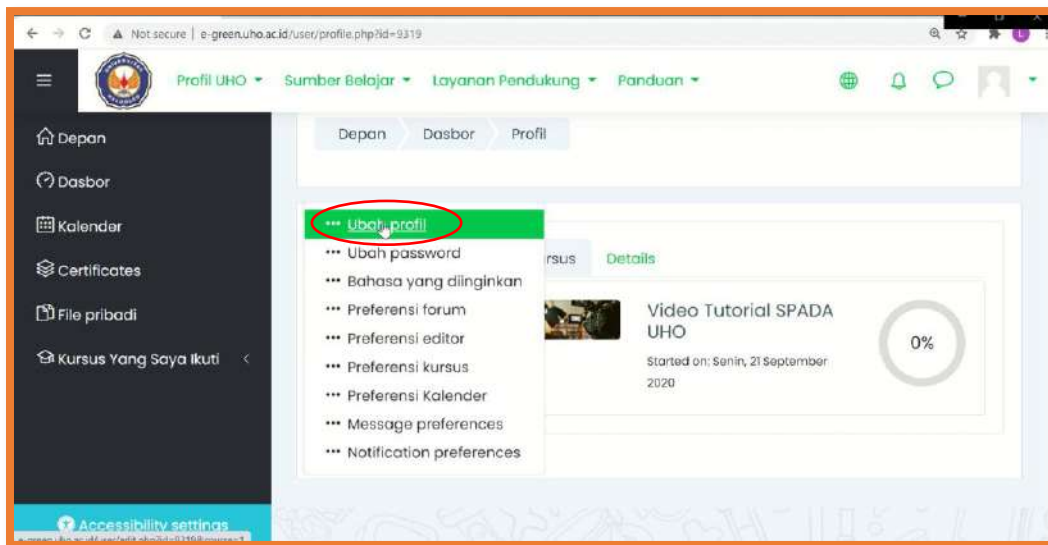 Not secure | e-green.uho.ac.id/user/profile.php?id=9319
Profil UHO Sumber Belajar Layanan Pendukung Panduan
Depan
Dasbor
Kalender
Certificates
File pribadi
Kursus Yang Saya Ikuti
Accessibility settings
Depan Dasbor Profil
Ubah profil
Ubah password
Bahasa yang diinginkan
Preferensi forum
Preferensi editor
Preferensi kursus
Preferensi Kalender
Message preferences
Notification preferences
rsus Details
Video Tutorial SPADA
UHO
Started on: Senin, 21 September
2020
0%